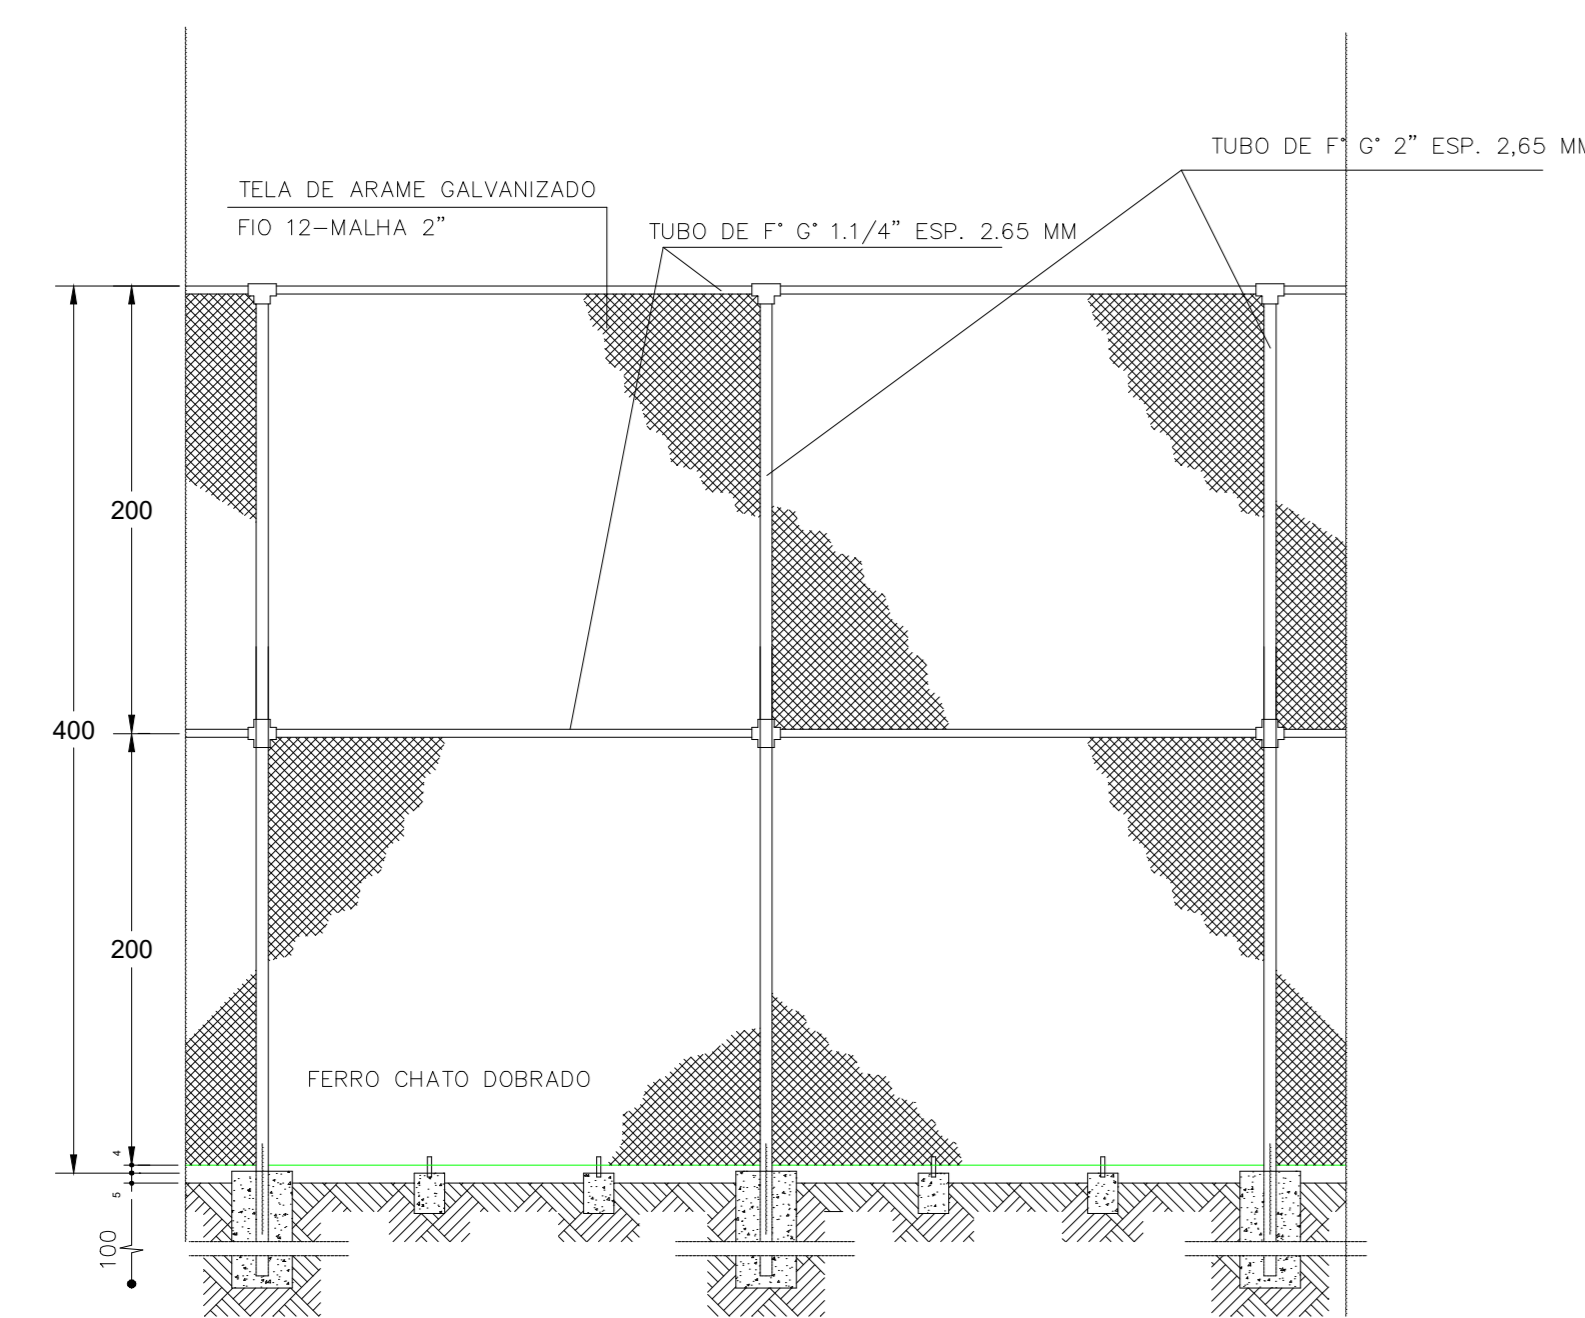 TUBO DE F° G° 2” ESP. 2,65 MM
TELA DE ARAME GALVANIZADO
FIO 12-MALHA 2”
TUBO DE F° G° 1.1/4” ESP. 2.65 MM
200
400
200
FERRO CHATO DOBRADO
4
5
100